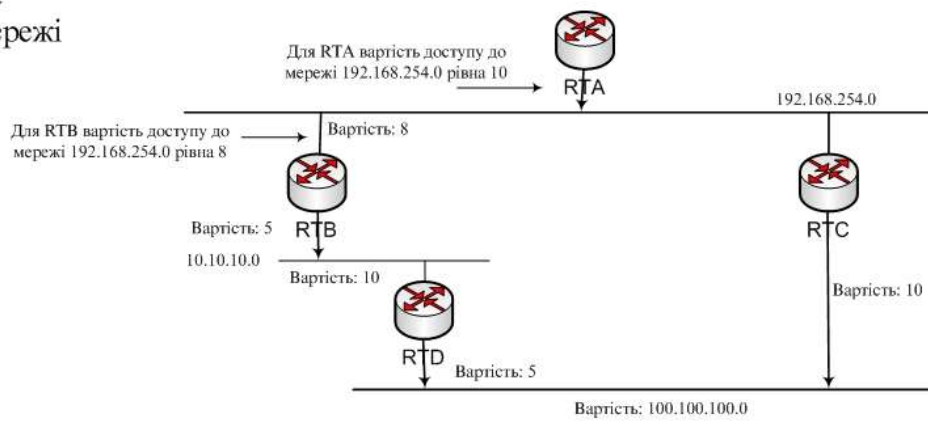 ережі
Для RTA вартість доступу до
мережі 192.168.254.0 рівна 10
RTA
192.168.254.0
Для RTB вартість доступу до
мережі 192.168.254.0 рівна 8
Вартість: 8
Вартість: 5
RTB
RTC
10.10.10.0
Вартість: 10
Вартість: 10
RTD
Вартість: 5
Вартість: 100.100.100.0